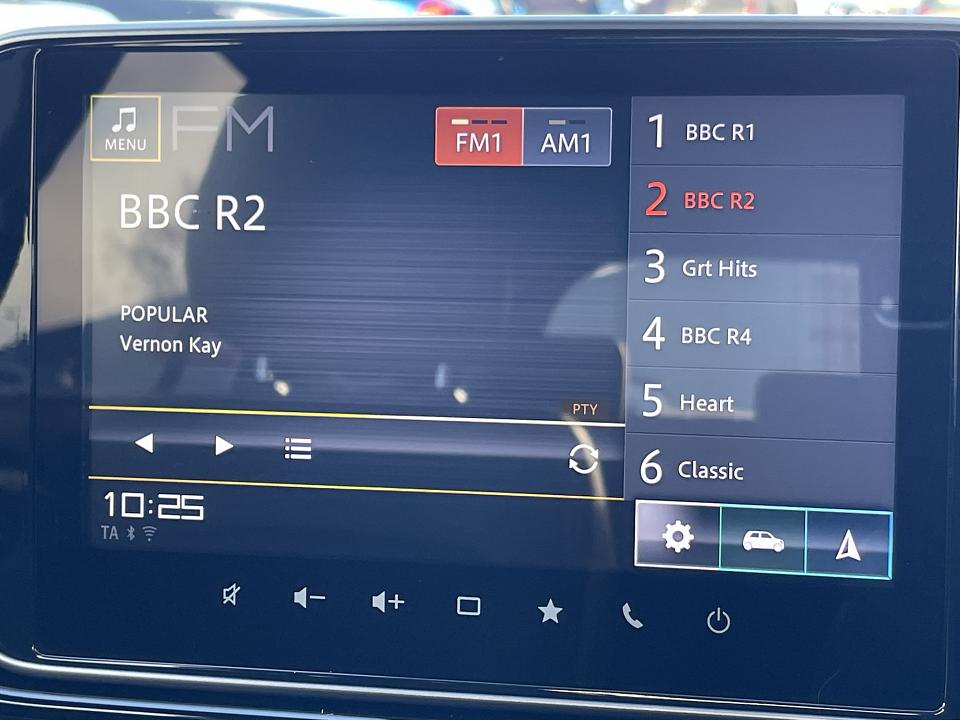 MENU
FM
FM1
AM1
BBC R2
POPULAR
Vernon Kay
PTY
10:25
TA
1 BBC R1
2 BBC R2
3 Grt Hits
4 BBC R4
5 Heart
6 Classic